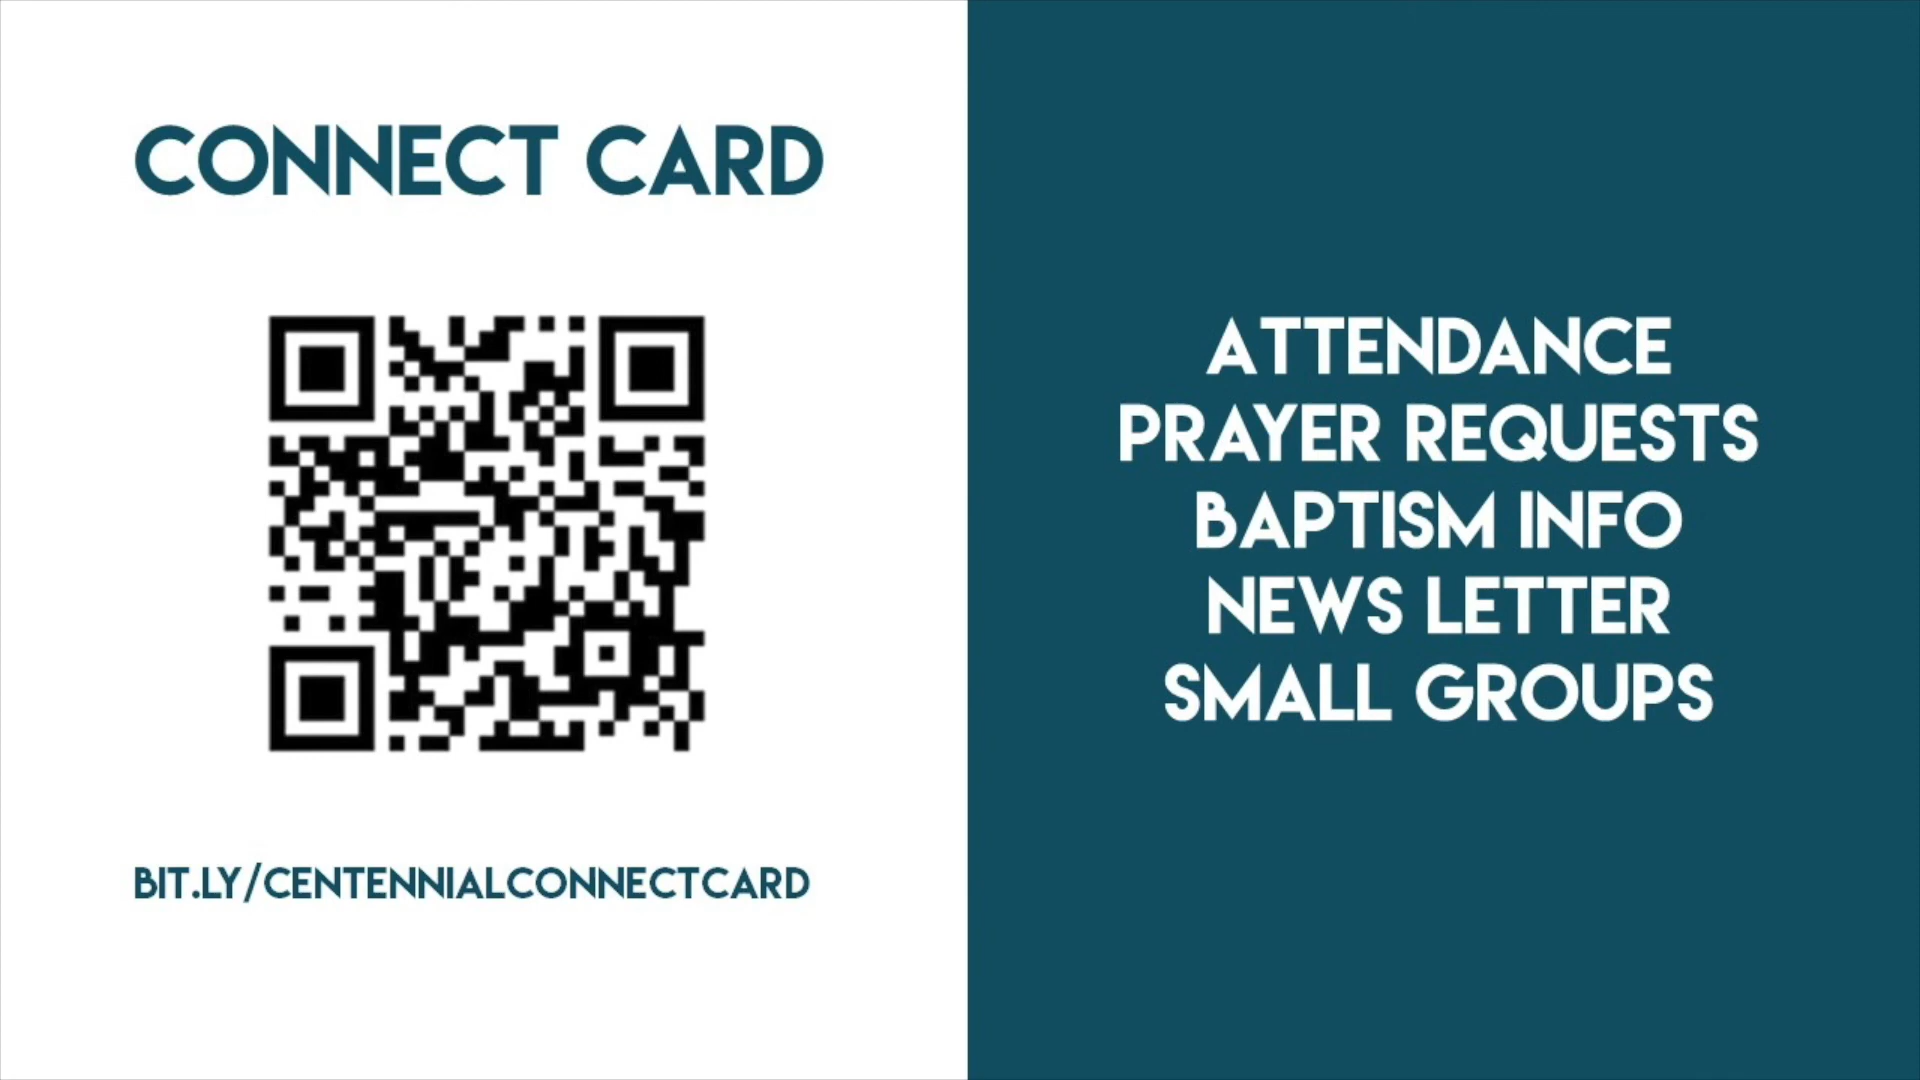 CONNECT CARD
BIT.LY/CENTENNIALCONNECTCARD
ATTENDANCE
PRAYER REQUESTS
BAPTISM INFO
NEWS LETTER
SMALL GROUPS